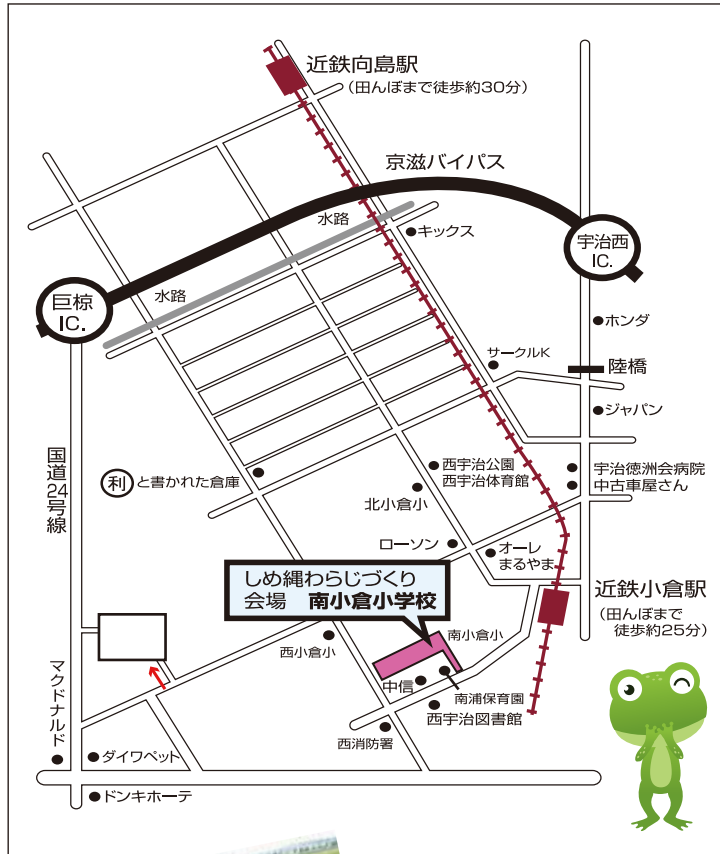 近鉄向島駅
（田んぼまで徒歩約30分）
京滋バイパス
水路
キックス
宇治西
IC.
水路
巨椋
IC.
ホンダ
サークルK
陸橋
ジャパン
国道24号線
利と書かれた倉庫
西宇治公園
西宇治体育館
宇治徳洲会病院
中古車屋さん
北小倉小
ローソン
オーレ
まるやま
しめ縄わらじづくり
会場　南小倉小学校
近鉄小倉駅
（田んぼまで
徒歩約25分）
南小倉小
西小倉小
中信
南浦保育園
西宇治図書館
西消防署
マクドナルド
ダイワペット
ドンキホーテ